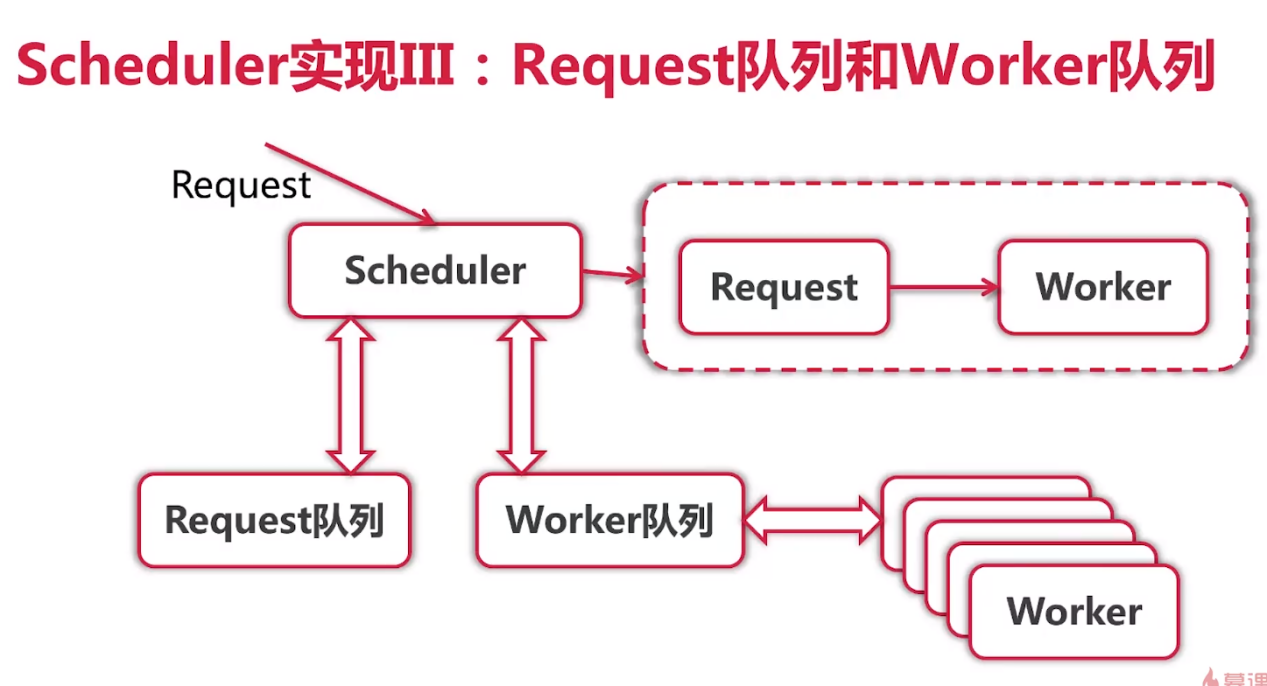 Scheduler实现III：Request队列和Worker队列
Request
Scheduler
Request
Worker
Request队列
Worker队列
Worker